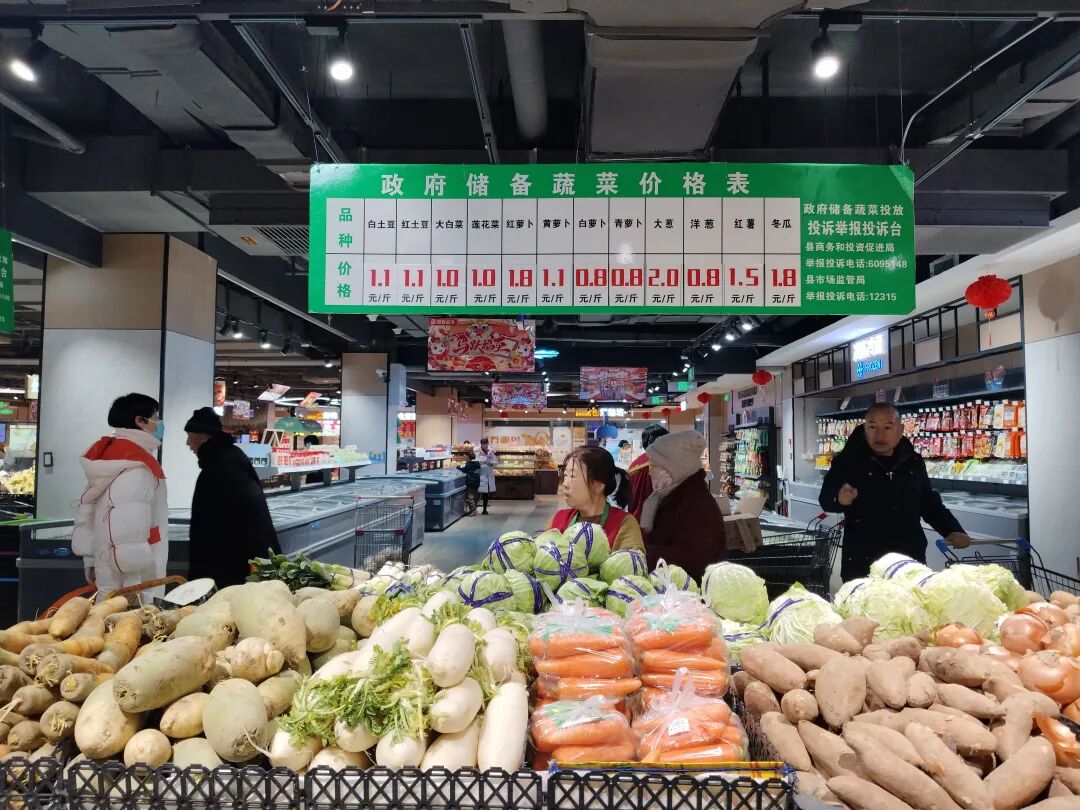 政府储备蔬菜价格表
品种 白土豆 红土豆 大白菜 莲花菜 红萝卜 黄萝卜 白萝卜 青萝卜 大葱 洋葱 红薯 冬瓜
价格 1.1 1.1 1.0 1.0 1.8 1.1 0.8 0.8 2.0 0.8 1.5 1.8
元/斤 元/斤 元/斤 元/斤 元/斤 元/斤 元/斤 元/斤 元/斤 元/斤 元/斤 元/斤
政府储备蔬菜投放
投诉举报投诉台
县商务和投资促进局
举报投诉电话:6095148
县市场监管局
举报投诉电话:12315